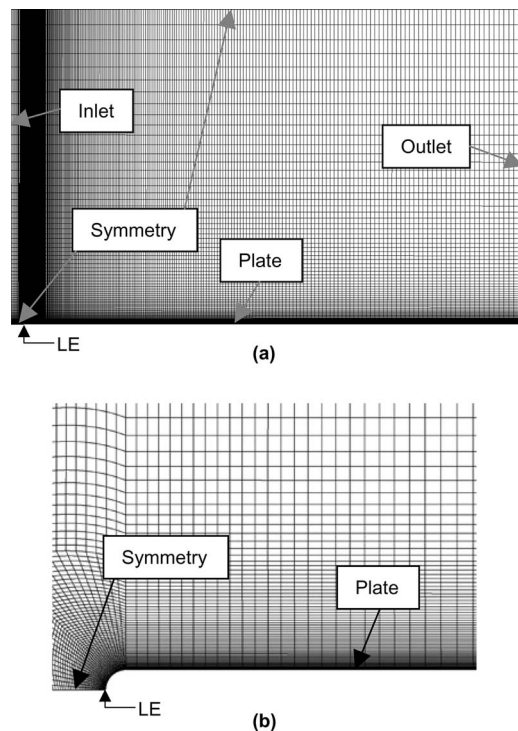 Inlet
Outlet
Symmetry
Plate
LE
(a)
Symmetry
Plate
LE
(b)